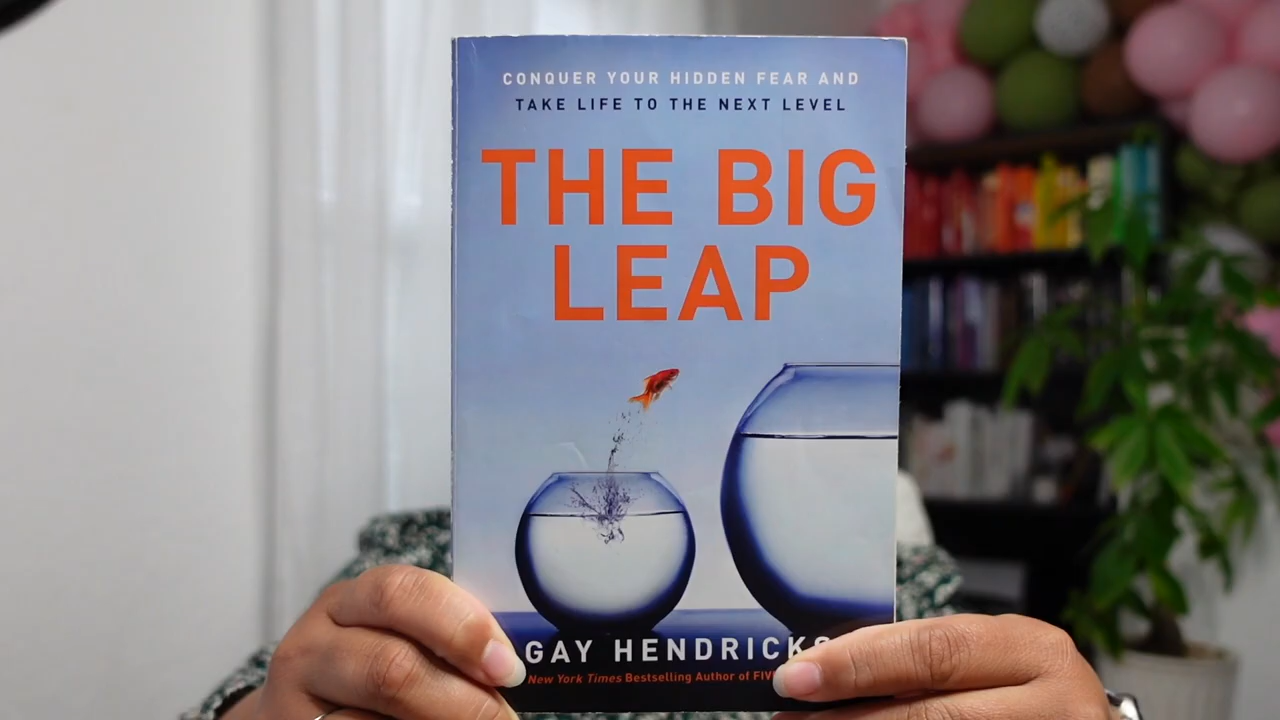 CONQUER YOUR HIDDEN FEAR AND
TAKE LIFE TO THE NEXT LEVEL
THE BIG
LEAP
GAY HENDRICKS
New York Times Bestselling Author of FIV